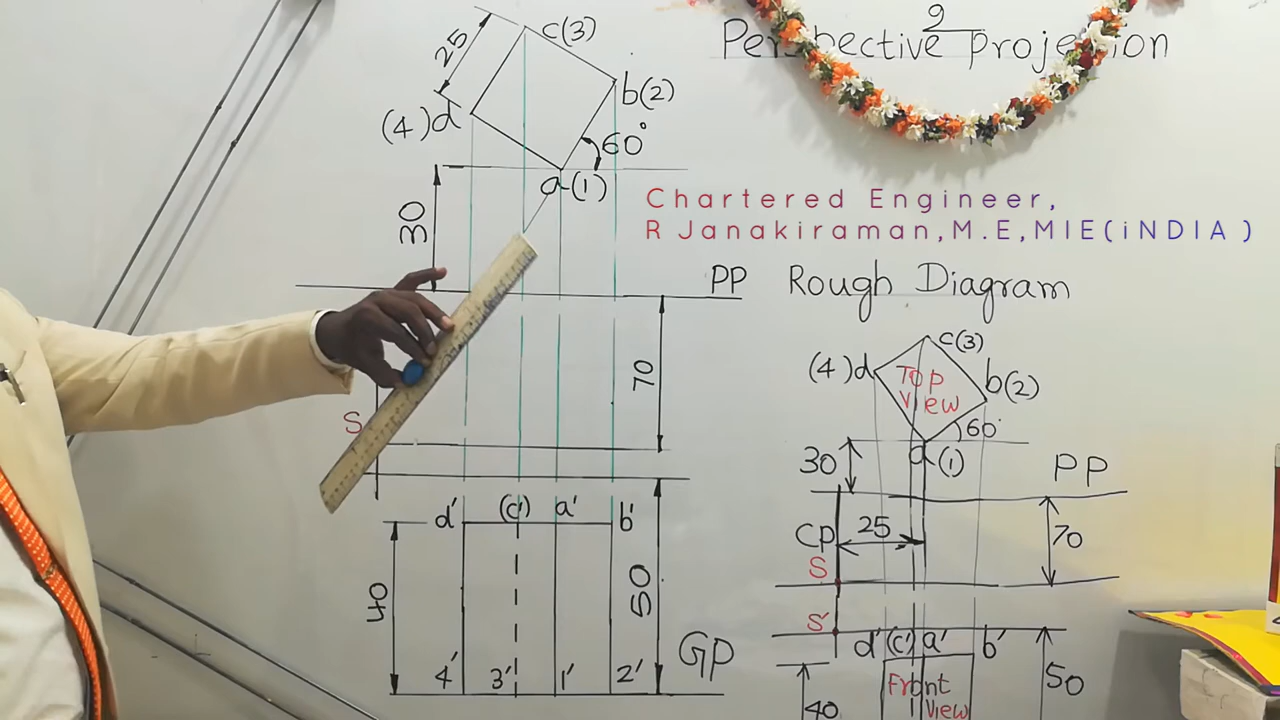 2
Perspective projection
c(3)
25
b(2)
(4)d
60°
a(1)
Chartered Engineer,
R Janakiraman,M.E,MIE(iNDIA )
30
PP
Rough Diagram
c(3)
(4)d
Top
View
b(2)
70
60°
S
30
a(1)
PP
d'
(c')
a'
b'
Cp
25
70
S
40
50
S'
d'
(c')
a'
b'
GP
4'
3'
1'
2'
Front
View
50
40